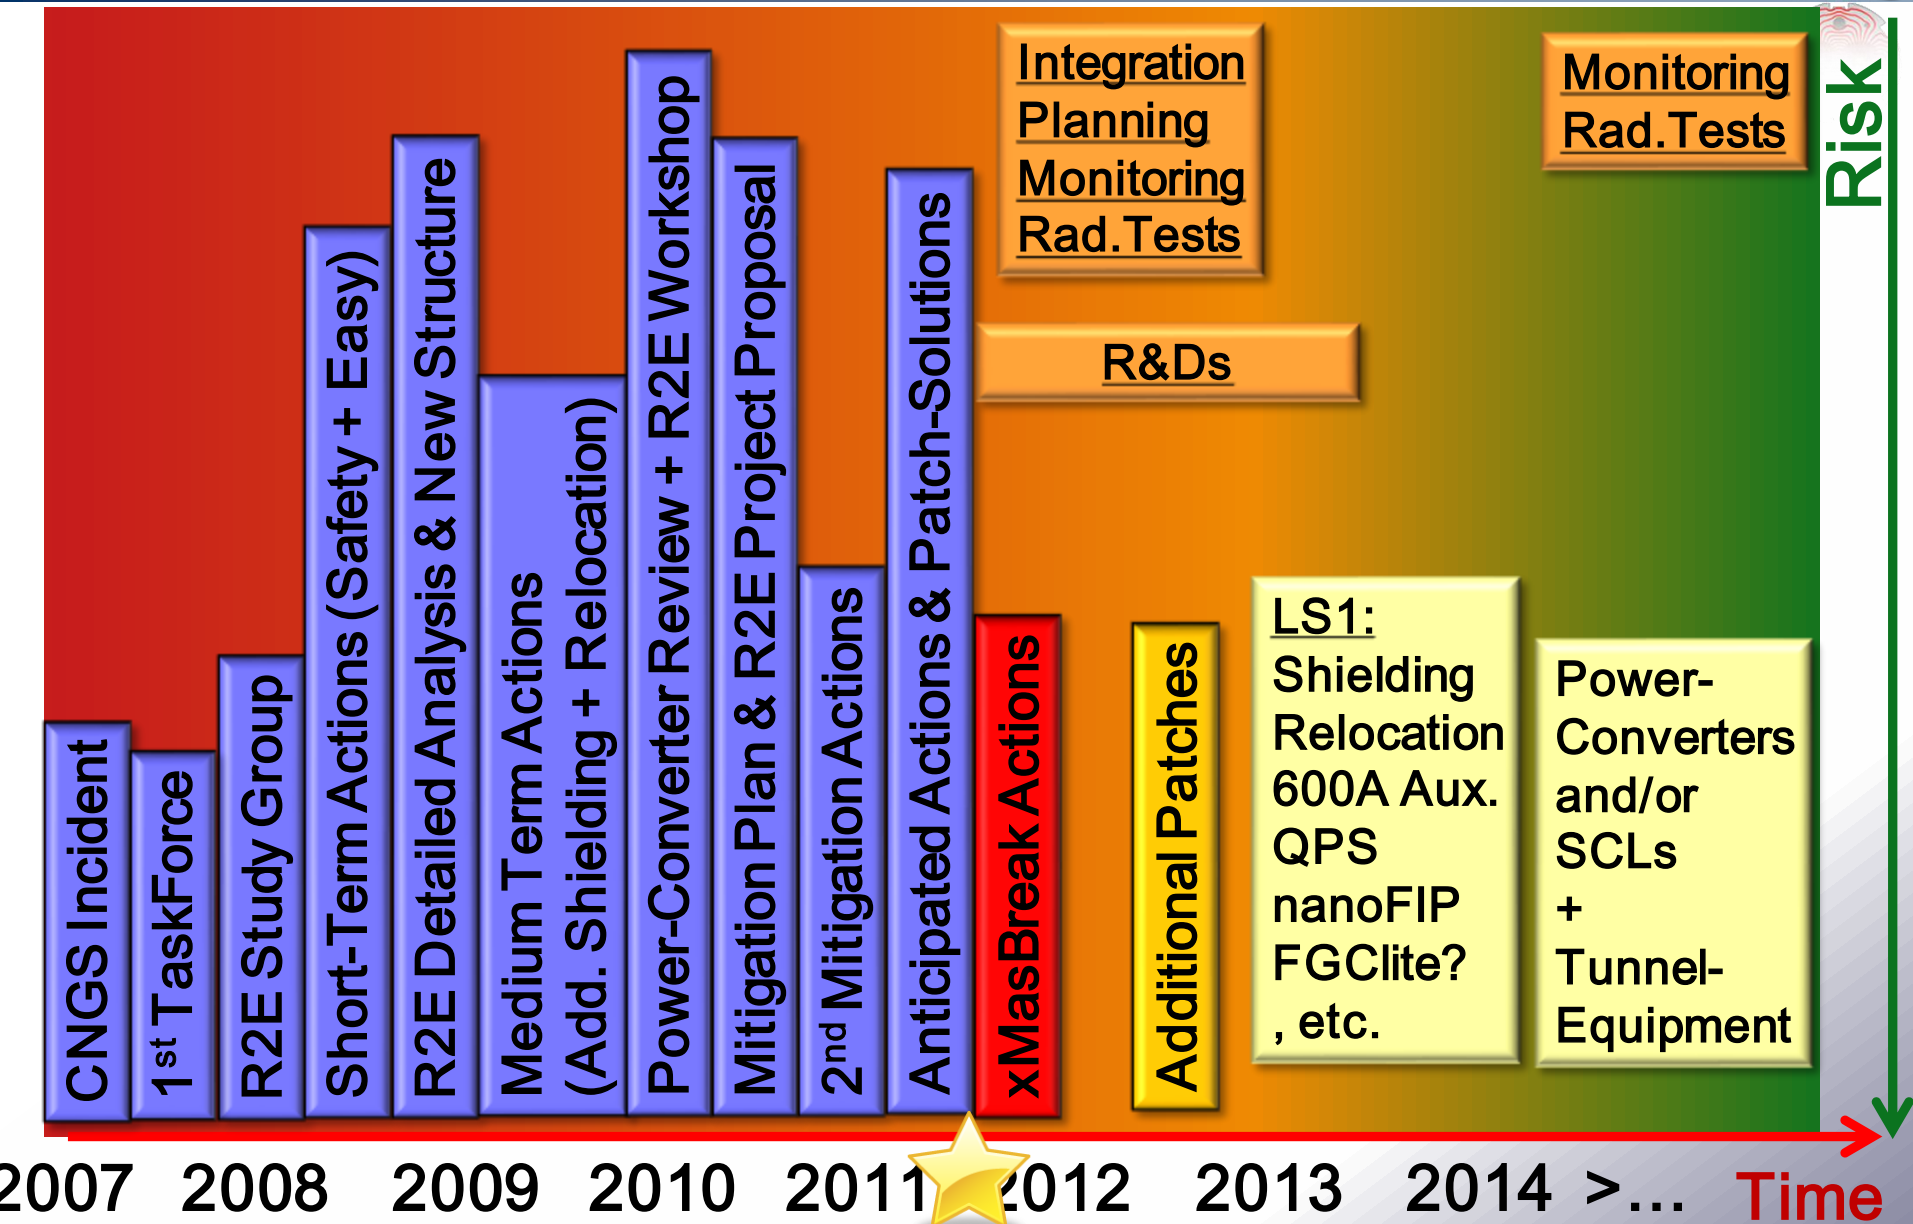 CNGS Incident
1st TaskForce
R2E Study Group
Short-Term Actions (Safety + Easy)
R2E Detailed Analysis & New Structure
Medium Term Actions
(Add. Shielding + Relocation)
Power-Converter Review + R2E Workshop
Mitigation Plan & R2E Project Proposal
2nd Mitigation Actions
Anticipated Actions & Patch-Solutions
xMasBreak Actions
Additional Patches
Integration
Planning
Monitoring
Rad.Tests
R&Ds
LS1:
Shielding
Relocation
600A Aux.
QPS
nanoFIP
FGClite?
, etc.
Monitoring
Rad.Tests
Power-
Converters
and/or
SCLs
+
Tunnel-
Equipment
Risk
2007 2008 2009 2010 2011 2012 2013 2014 >... Time